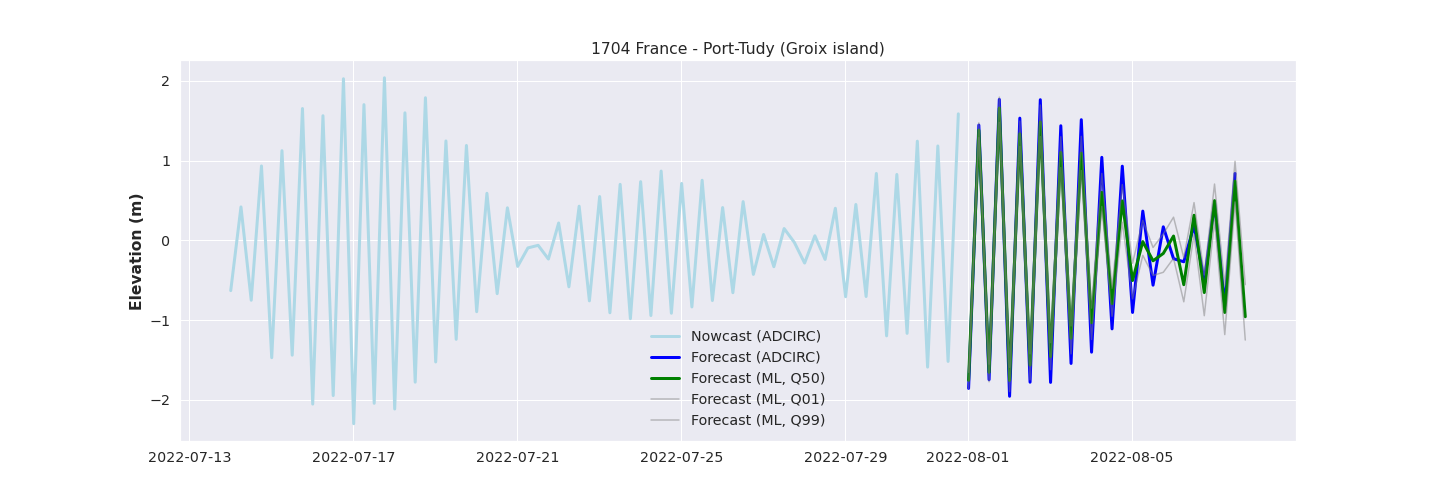 1704 France - Port-Tudy (Groix island)
Elevation (m)
2
1
0
−1
−2
Nowcast (ADCIRC)
Forecast (ADCIRC)
Forecast (ML, Q50)
Forecast (ML, Q01)
Forecast (ML, Q99)
2022-07-13 2022-07-17 2022-07-21 2022-07-25 2022-07-29 2022-08-01 2022-08-05